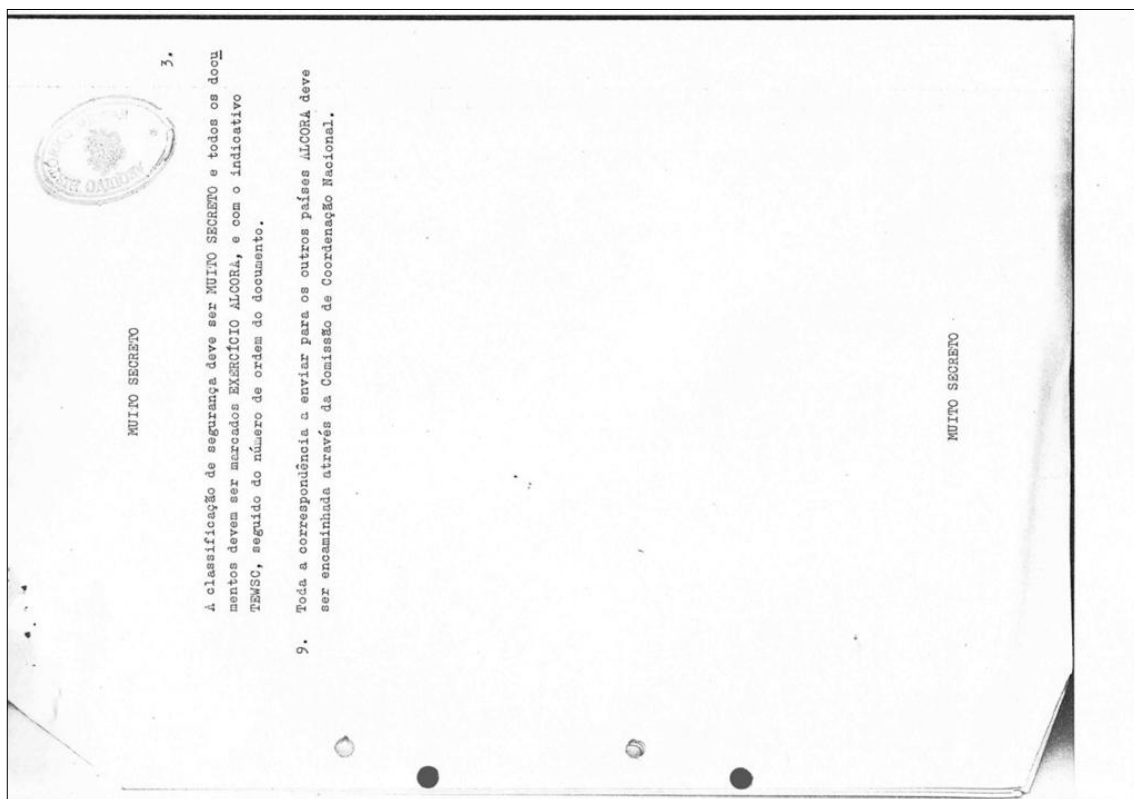 MUITO SECRETO
3.
A classificação de segurança deve ser MUITO SECRETO e todos os docu
mentos devem ser marcados EXERCÍCIO ALCORA, e com o indicativo
TEWSC, seguido do número de ordem do documento.
9. Toda a correspondência a enviar para os outros países ALCORA deve
ser encaminhada através da Comissão de Coordenação Nacional.
MUITO SECRETO
ARQUIVO